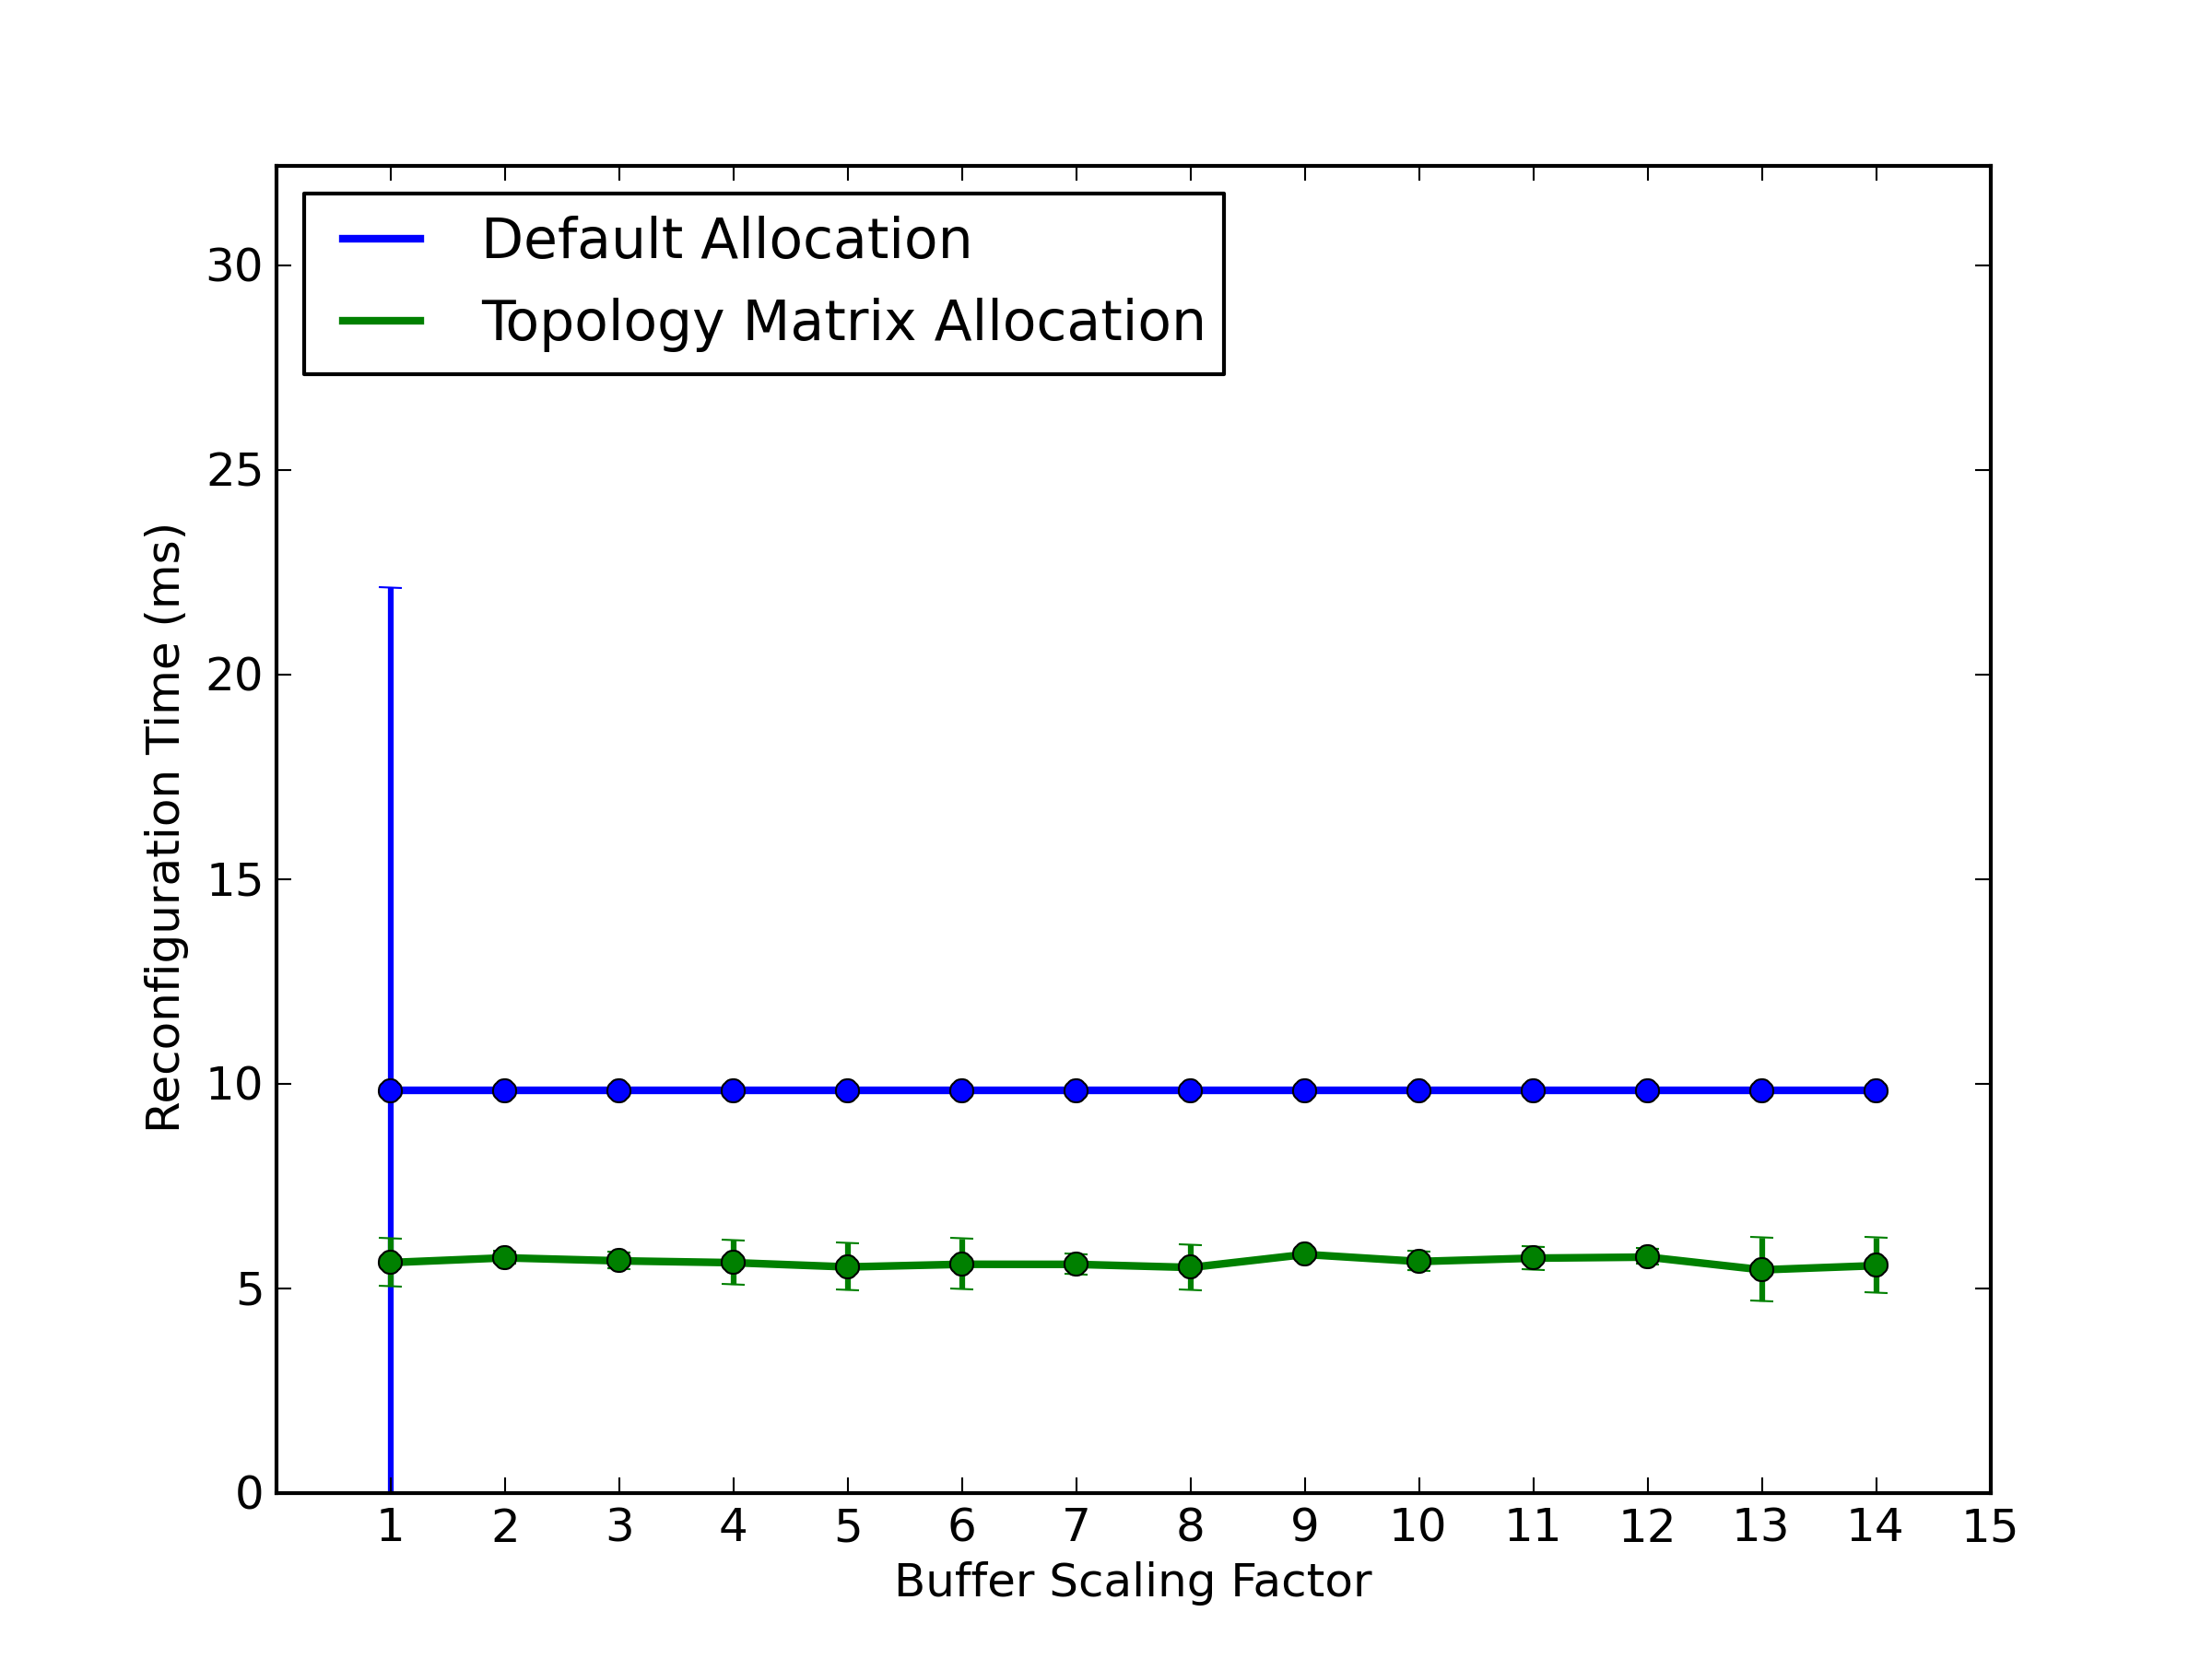 Default Allocation
Topology Matrix Allocation
30
25
20
15
10
5
0
Reconfiguration Time (ms)
1 2 3 4 5 6 7 8 9 10 11 12 13 14 15
Buffer Scaling Factor